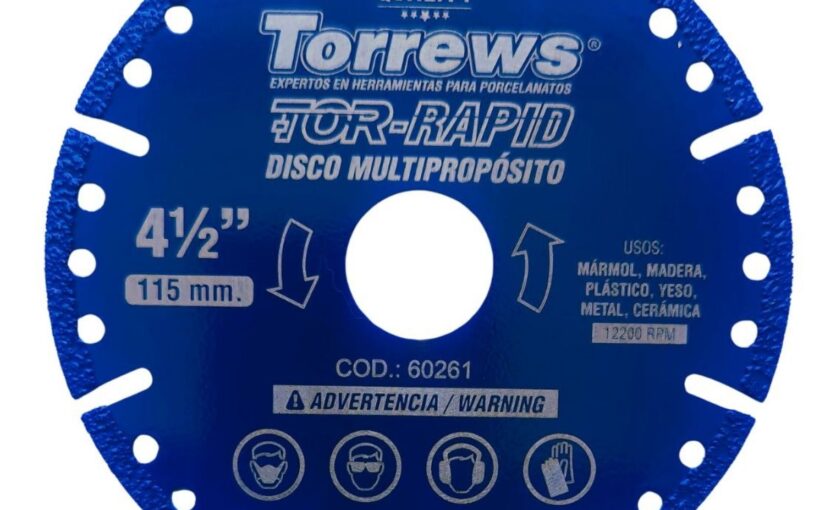 Torrews®
EXPERTOS EN HERRAMIENTAS PARA PORCELANATOS
TOR-RAPID
DISCO MULTIPROPÓSITO
4½”
115 mm.
USOS:
MÁRMOL, MADERA,
PLÁSTICO, YESO,
METAL, CERÁMICA
12200 RPM
COD.: 60261
ADVERTENCIA / WARNING